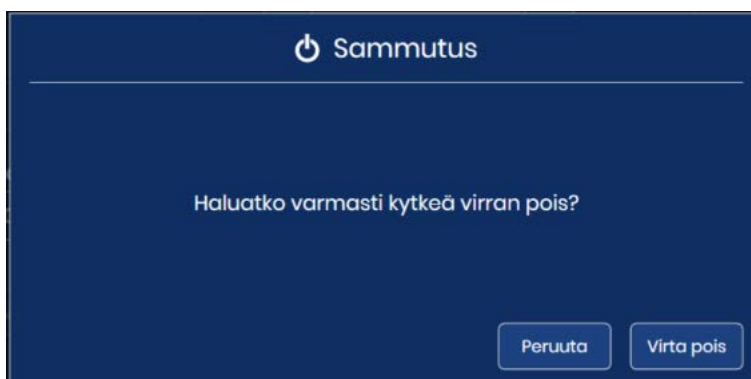 Sammutus
Haluatko varmasti kytkeä virran pois?
Peruuta
Virta pois